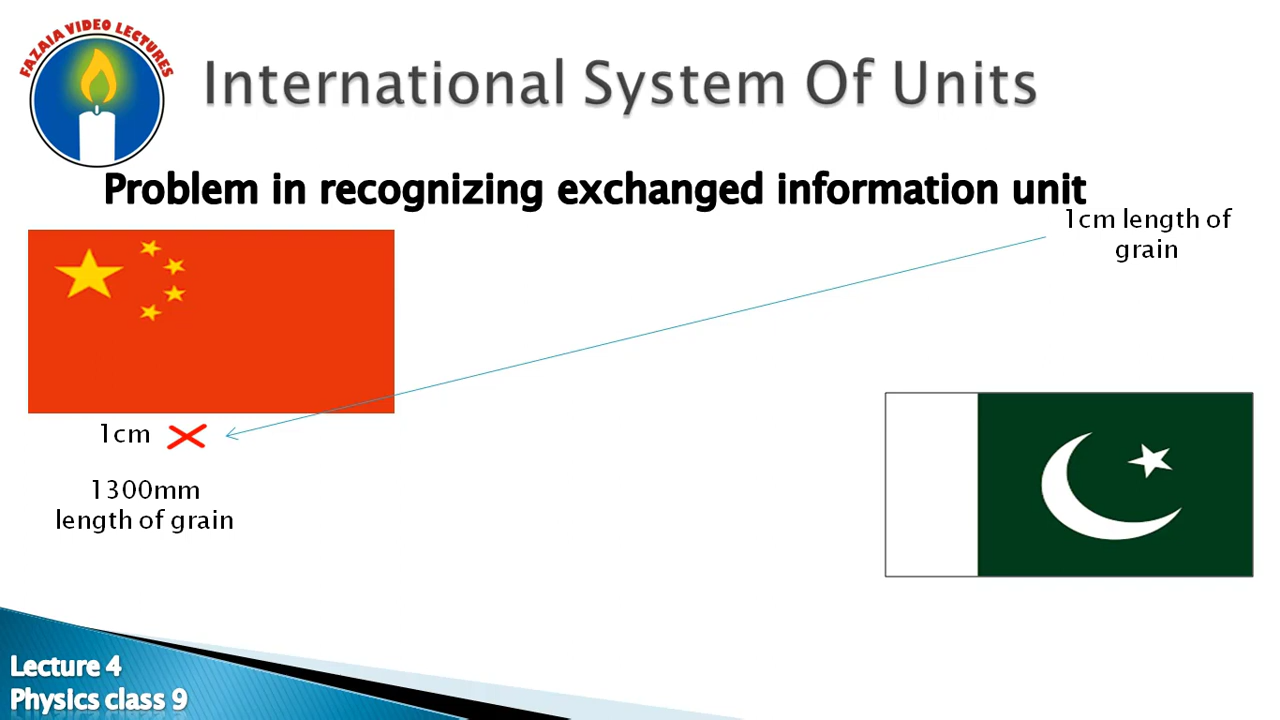 FAZAIA VIDEO LECTURES
International System Of Units
Problem in recognizing exchanged information unit
1cm length of
grain
1cm
1300mm
length of grain
Lecture 4
Physics class 9